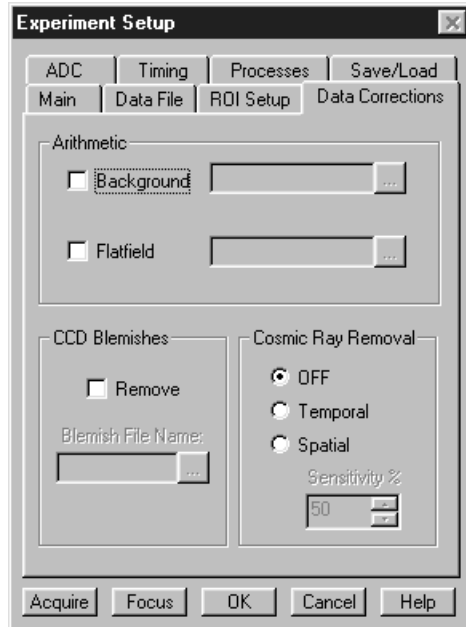 Experiment Setup
ADC Timing Processes Save/Load
Main Data File ROI Setup Data Corrections
Arithmetic
Background ...
Flatfield ...
CCD Blemishes
Remove
Blemish File Name:
...
Cosmic Ray Removal
OFF
Temporal
Spatial
Sensitivity %
50
Acquire Focus OK Cancel Help